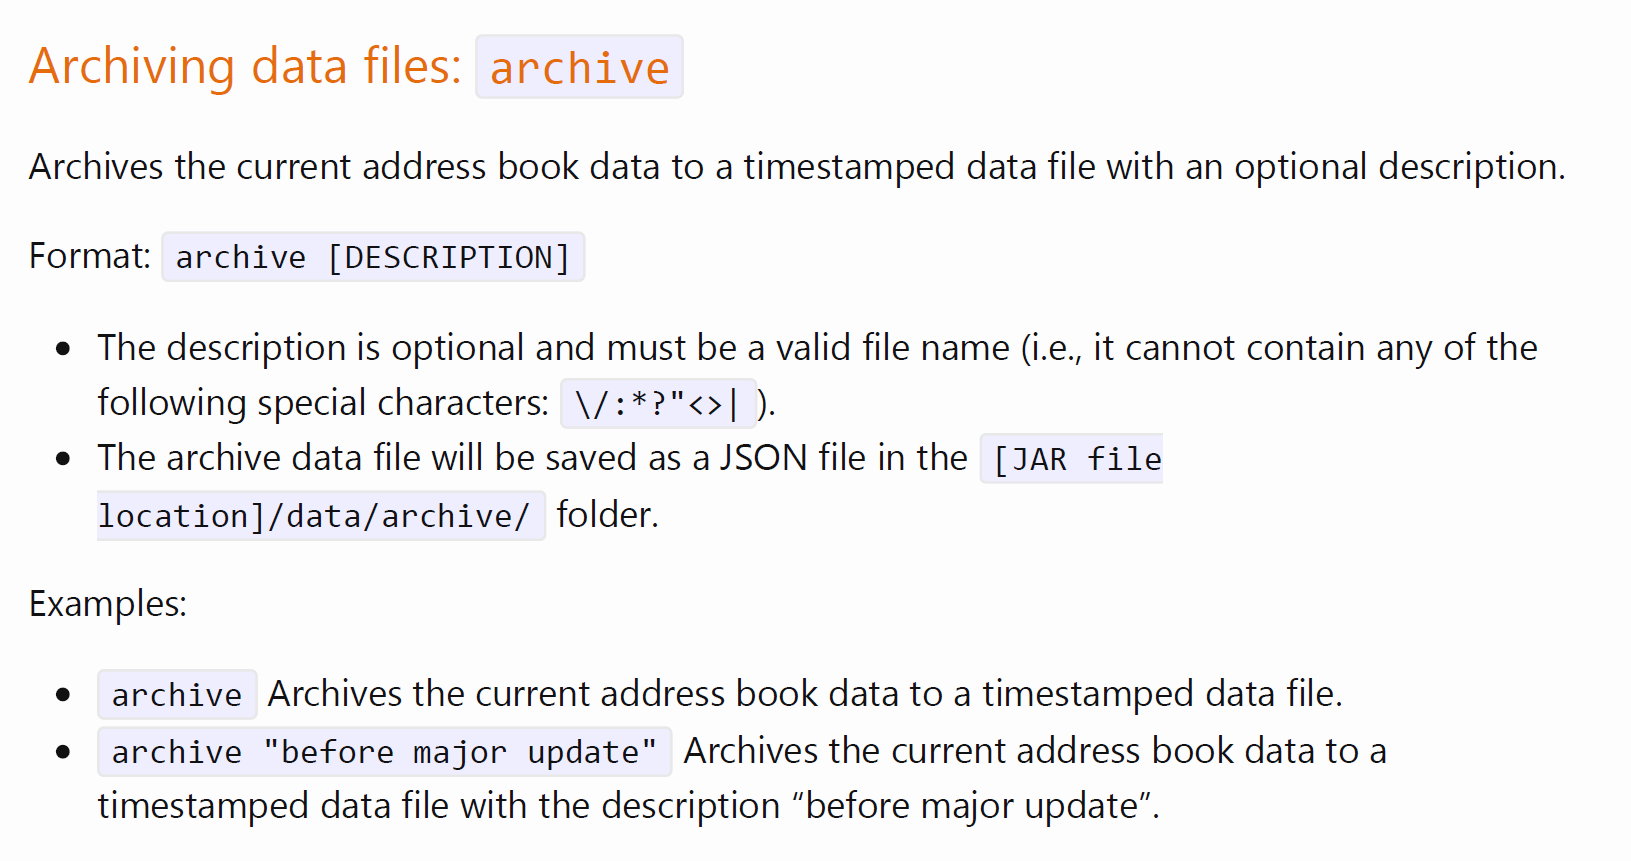 Archiving data files: archive
Archives the current address book data to a timestamped data file with an optional description.
Format: archive [DESCRIPTION]
• The description is optional and must be a valid file name (i.e., it cannot contain any of the
following special characters: \/:*?"<>| ).
• The archive data file will be saved as a JSON file in the [JAR file
location]/data/archive/ folder.
Examples:
• archive Archives the current address book data to a timestamped data file.
• archive "before major update" Archives the current address book data to a
timestamped data file with the description “before major update”.